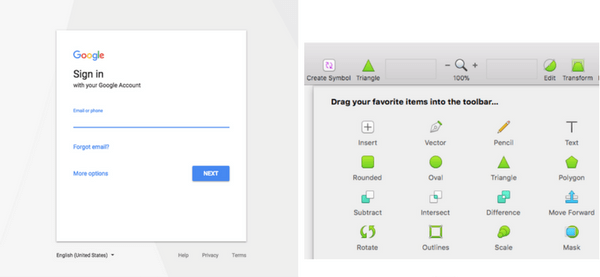 Google
Sign in
with your Google Account
Email or phone
Forgot email?
More options NEXT
English (United States) Help Privacy Terms
Create Symbol Triangle 100% Edit Transform
Drag your favorite items into the toolbar...
Insert Vector Pencil Text
Rounded Oval Triangle Polygon
Subtract Intersect Difference Move Forward
Rotate Outlines Scale Mask